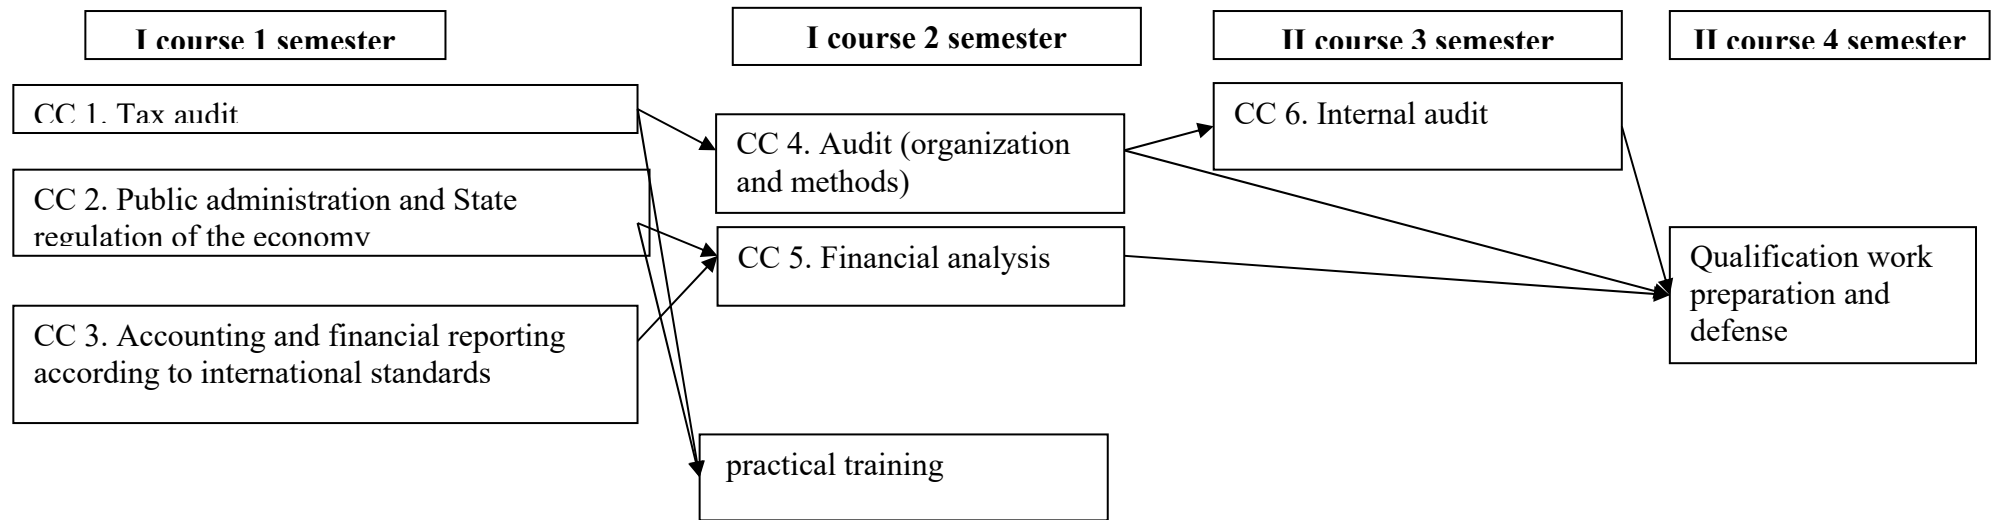 I course 1 semester
I course 2 semester
II course 3 semester
II course 4 semester
CC 1. Tax audit
CC 2. Public administration and State
regulation of the economy
CC 3. Accounting and financial reporting
according to international standards
CC 4. Audit (organization
and methods)
CC 5. Financial analysis
practical training
CC 6. Internal audit
Qualification work
preparation and
defense